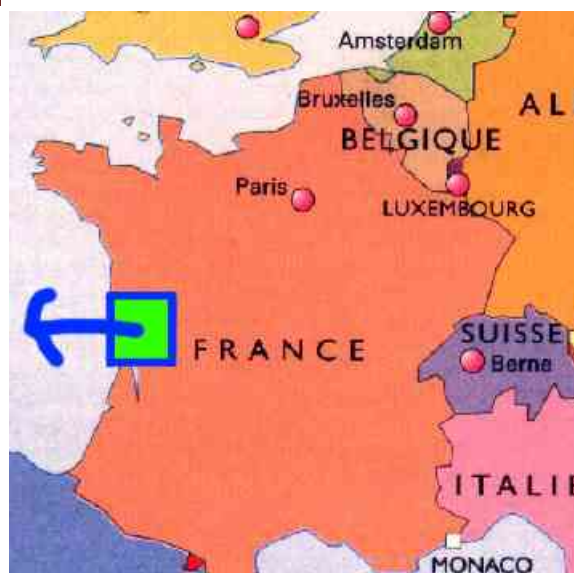 Amsterdam
Bruxelles
AL
BELGIQUE
Paris
LUXEMBOURG
SUISSE
FRANCE
Berne
ITALIE
MONACO